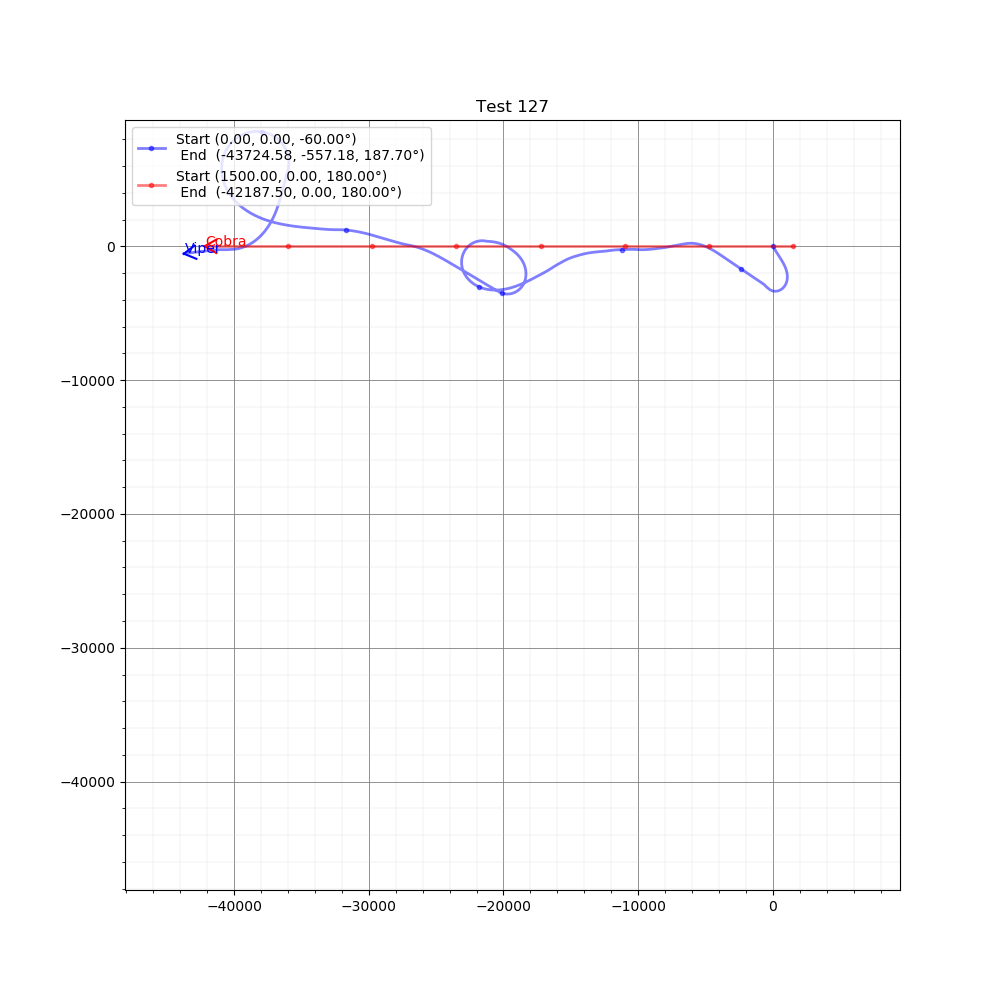 Test 127
Start (0.00, 0.00, -60.00°)
End (-43724.58, -557.18, 187.70°)
Start (1500.00, 0.00, 180.00°)
End (-42187.50, 0.00, 180.00°)
Cobra
Viper
0
−10000
−20000
−30000
−40000
−40000 −30000 −20000 −10000 0